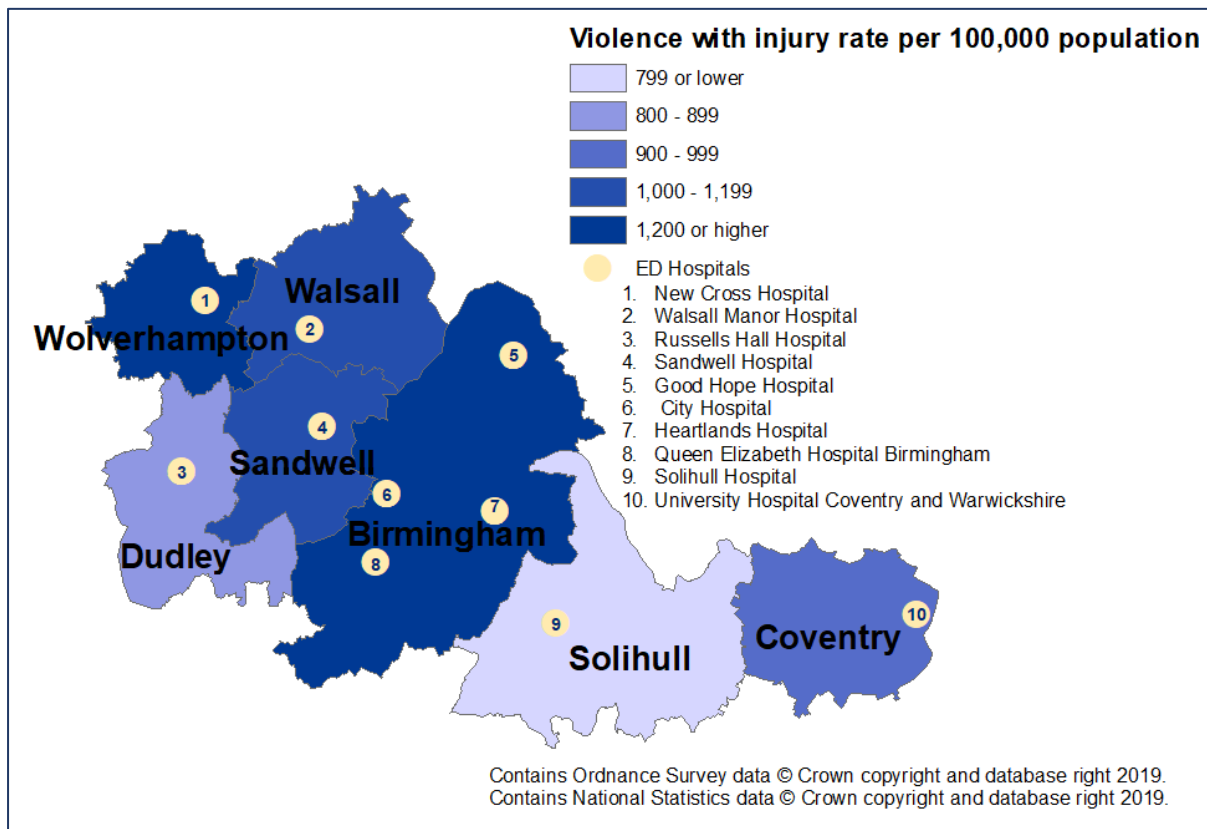 Violence with injury rate per 100,000 population
799 or lower
800 - 899
900 - 999
1,000 - 1,199
1,200 or higher
ED Hospitals
1. New Cross Hospital
2. Walsall Manor Hospital
3. Russells Hall Hospital
4. Sandwell Hospital
5. Good Hope Hospital
6. City Hospital
7. Heartlands Hospital
8. Queen Elizabeth Hospital Birmingham
9. Solihull Hospital
10. University Hospital Coventry and Warwickshire
Walsall
1
2
Wolverhampton
5
4
Sandwell
3
6
7
Birmingham
Dudley
8
9
10
Coventry
Solihull
Contains Ordnance Survey data © Crown copyright and database right 2019.
Contains National Statistics data © Crown copyright and database right 2019.